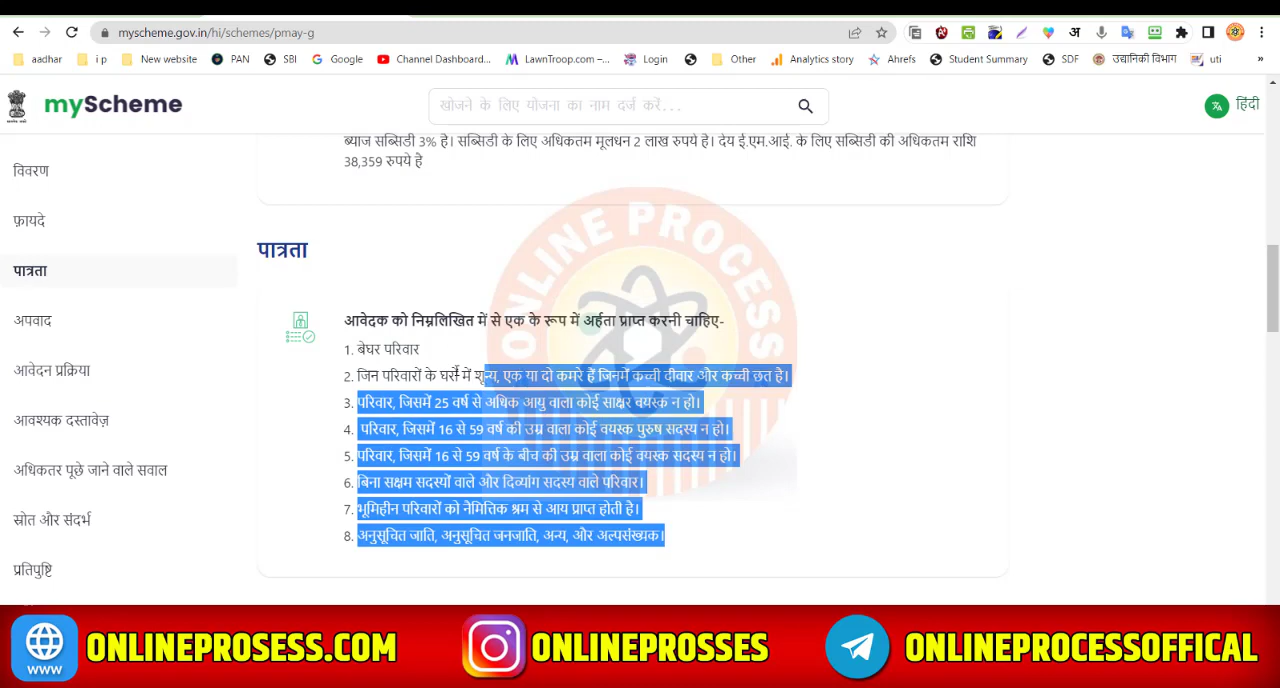 myscheme.gov.in/hi/schemes/pmay-g
aadhar
i p
New website
PAN
SBI
Google
Channel Dashboard...
LawnTroop.com –...
Login
Other
Analytics story
Ahrefs
Student Summary
SDF
उद्यानिकी विभाग
uti
»
myScheme
खोजने के लिए योजना का नाम दर्ज करें...
हिंदी
ब्याज सब्सिडी 3% है। सब्सिडी के लिए अधिकतम मूलधन 2 लाख रुपये है। देय ई.एम.आई. के लिए सब्सिडी की अधिकतम राशि
38,359 रुपये है
विवरण
फ़ायदे
पात्रता
अपवाद
आवेदन प्रक्रिया
आवश्यक दस्तावेज़
अधिकतर पूछे जाने वाले सवाल
स्रोत और संदर्भ
प्रतिपुष्टि
पात्रता
आवेदक को निम्नलिखित में से एक के रूप में अर्हता प्राप्त करनी चाहिए-
1. बेघर परिवार
2. जिन परिवारों के घरों में शून्य, एक या दो कमरे हैं जिनमें कच्ची दीवार और कच्ची छत है।
3. परिवार, जिसमें 25 वर्ष से अधिक आयु वाला कोई साक्षर वयस्क न हो।
4. परिवार, जिसमें 16 से 59 वर्ष की उम्र वाला कोई वयस्क पुरुष सदस्य न हो।
5. परिवार, जिसमें 16 से 59 वर्ष के बीच की उम्र वाला कोई वयस्क सदस्य न हो।
6. बिना सक्षम सदस्यों वाले और दिव्यांग सदस्य वाले परिवार।
7. भूमिहीन परिवारों को नैमित्तिक श्रम से आय प्राप्त होती है।
8. अनुसूचित जाति, अनुसूचित जनजाति, अन्य, और अल्पसंख्यक।
ONLINE PROCESS
WWW
ONLINEPROSESS.COM
ONLINEPROSSES
ONLINEPROCESSOFFICAL